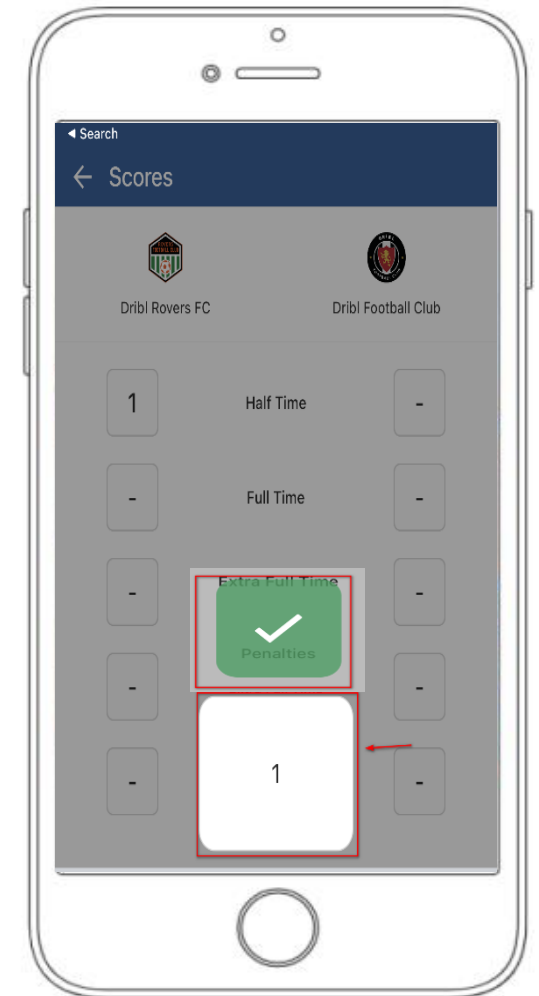 ◀ Search
← Scores
Dribl Rovers FC Dribl Football Club
1 Half Time -
- Full Time -
- Extra Full Time -
- Penalties -
- 1 -